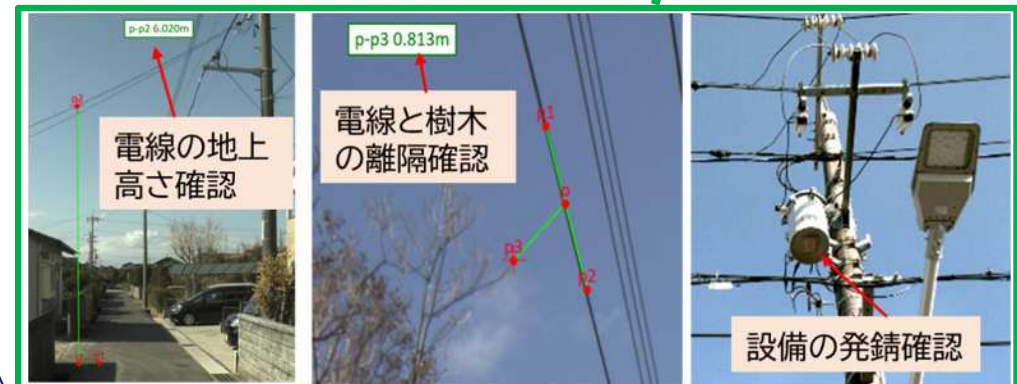 p-p2 6.020m
p2
電線の地上
高さ確認
p-p3 0.813m
電線と樹木
の離隔確認
p1
p
p3
p2
設備の発錆確認